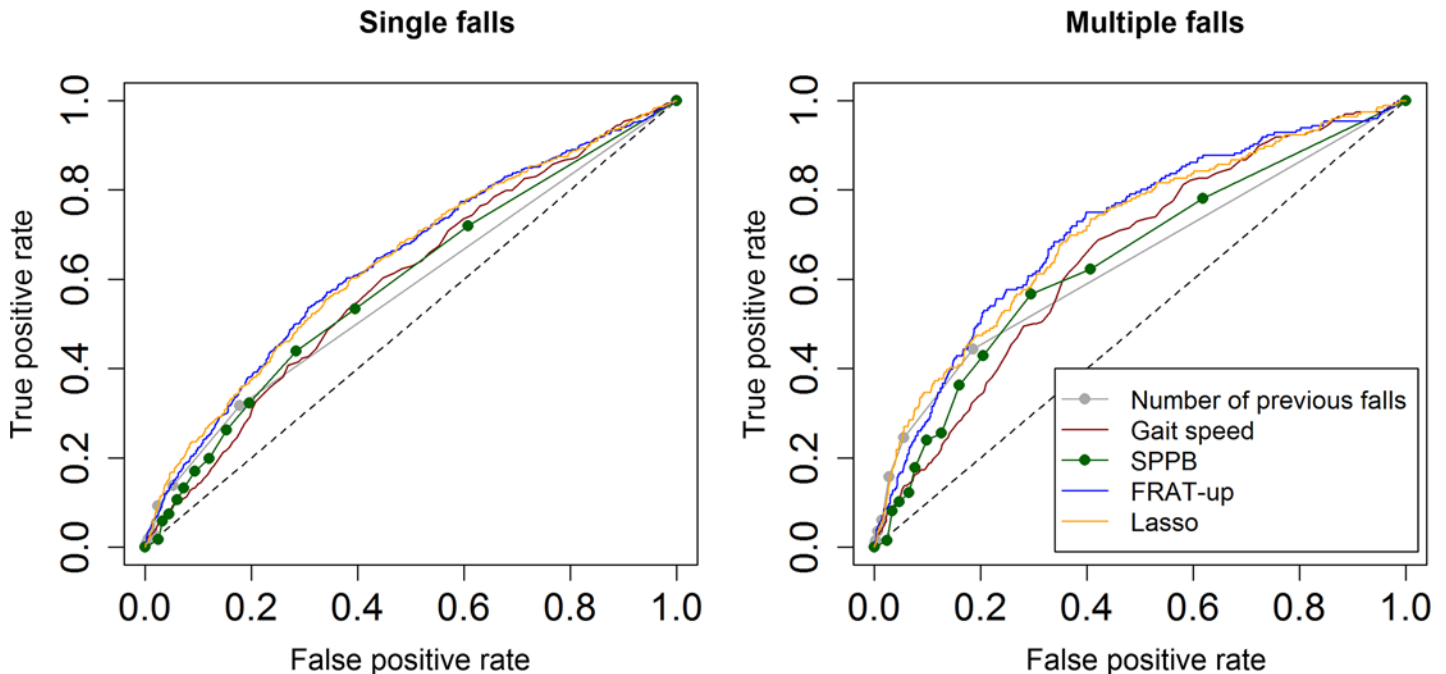 Single falls
True positive rate
1.0
0.8
0.6
0.4
0.2
0.0
0.0 0.2 0.4 0.6 0.8 1.0
False positive rate
Multiple falls
True positive rate
1.0
0.8
0.6
0.4
0.2
0.0
Number of previous falls
Gait speed
SPPB
FRAT-up
Lasso
0.0 0.2 0.4 0.6 0.8 1.0
False positive rate